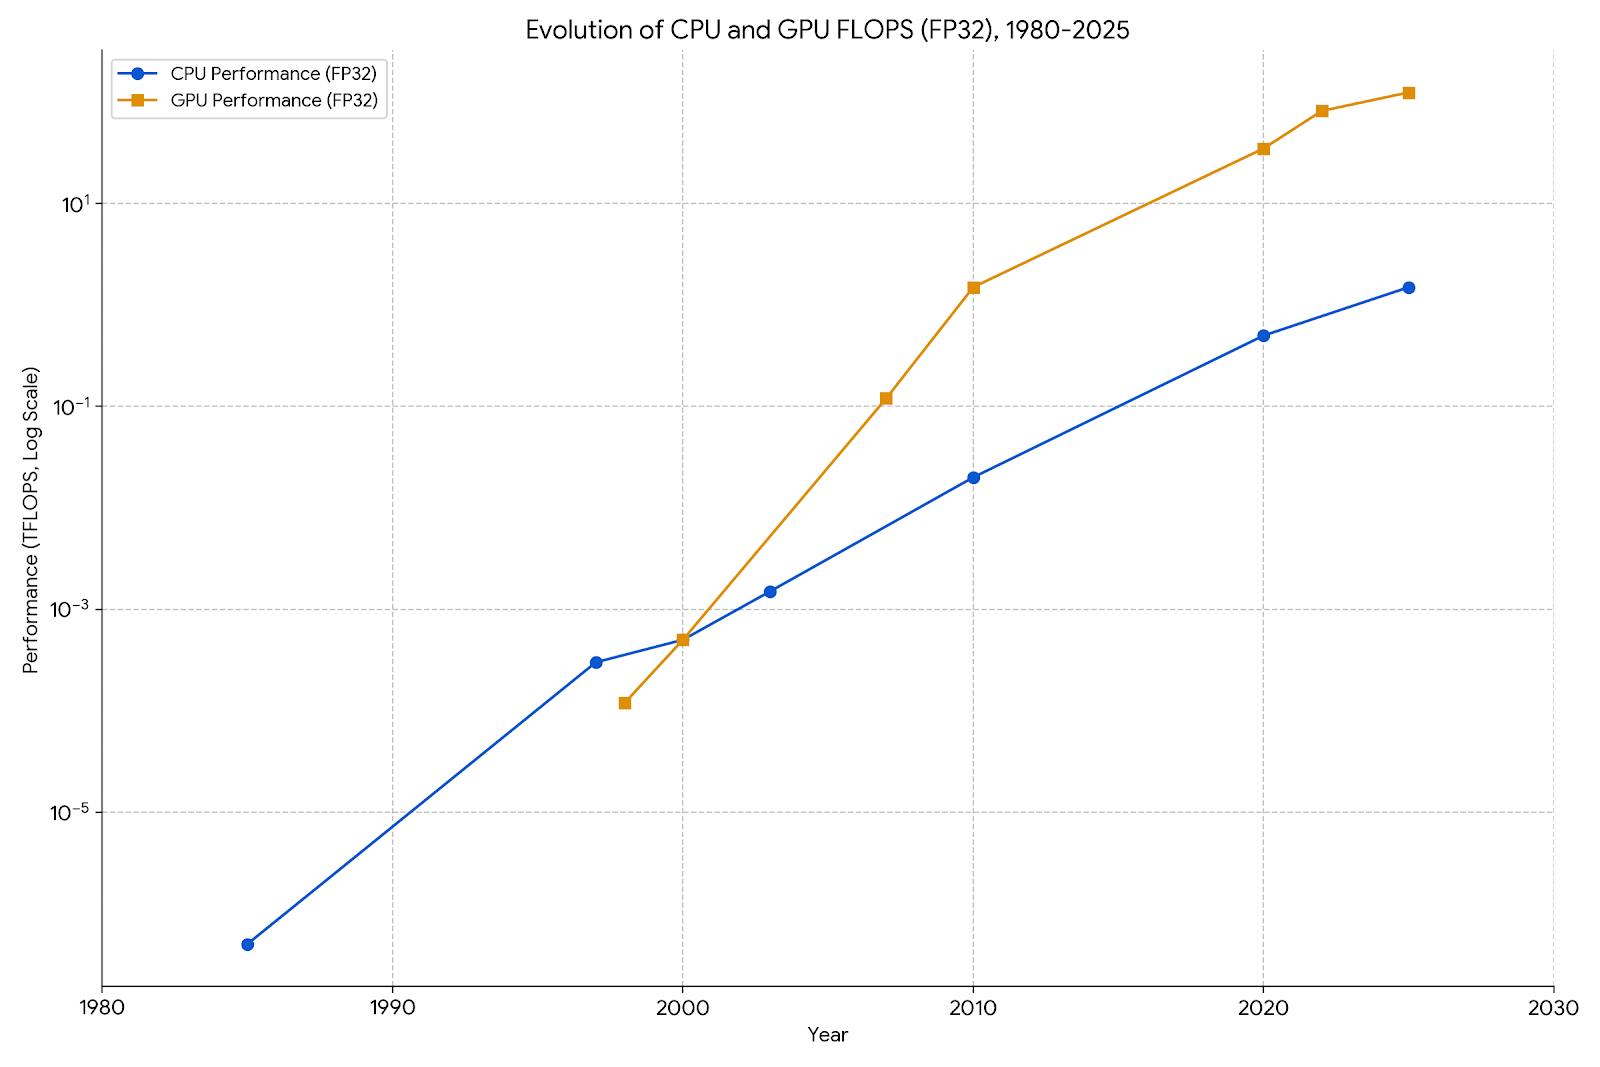 Evolution of CPU and GPU FLOPS (FP32), 1980-2025
CPU Performance (FP32)
GPU Performance (FP32)
Performance (TFLOPS, Log Scale)
10¹
10⁻¹
10⁻³
10⁻⁵
1980 1990 2000 2010 2020 2030
Year